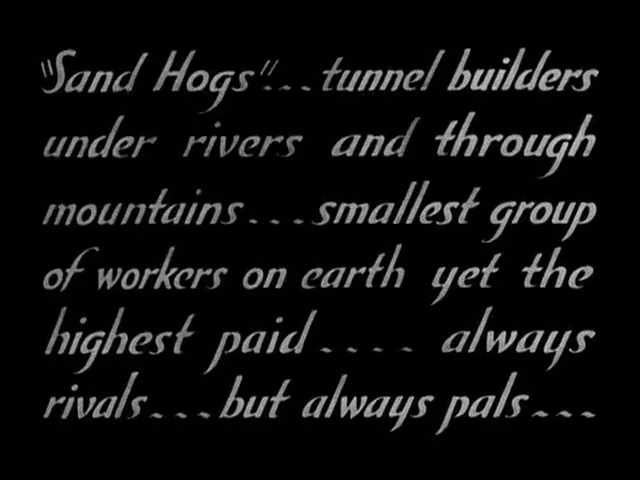 "Sand Hogs"... tunnel builders
under rivers and through
mountains... smallest group
of workers on earth yet the
highest paid.... always
rivals... but always pals...